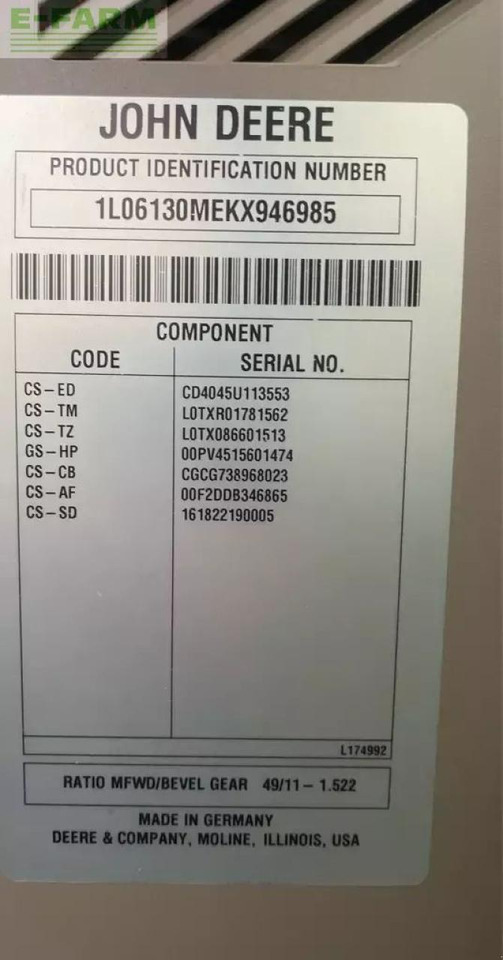 E-FARM
JOHN DEERE
PRODUCT IDENTIFICATION NUMBER
1L06130MEKX946985
COMPONENT
CODE SERIAL NO.
CS-ED CD4045U113553
CS-TM L0TXR01781562
CS-TZ L0TX086601513
GS-HP 00PV4515601474
CS-CB CGCG738968023
CS-AF 00F2DDB346865
CS-SD 161822190005
L174992
RATIO MFWD/BEVEL GEAR 49/11-1.522
MADE IN GERMANY
DEERE & COMPANY, MOLINE, ILLINOIS, USA